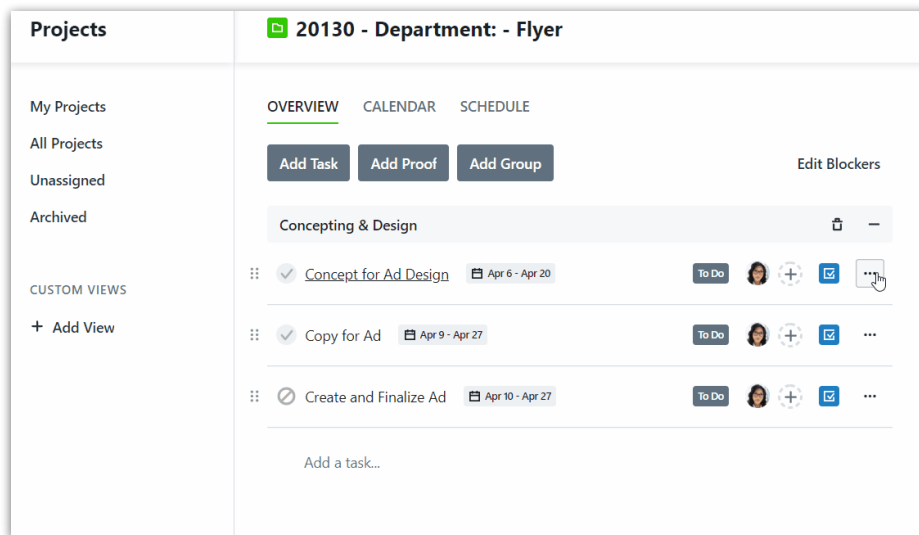 Projects
20130 - Department: - Flyer
My Projects
All Projects
Unassigned
Archived
CUSTOM VIEWS
+ Add View
OVERVIEW CALENDAR SCHEDULE
Add Task Add Proof Add Group Edit Blockers
Concepting & Design
Concept for Ad Design Apr 6 - Apr 20 To Do
Copy for Ad Apr 9 - Apr 27 To Do
Create and Finalize Ad Apr 10 - Apr 27 To Do
Add a task...